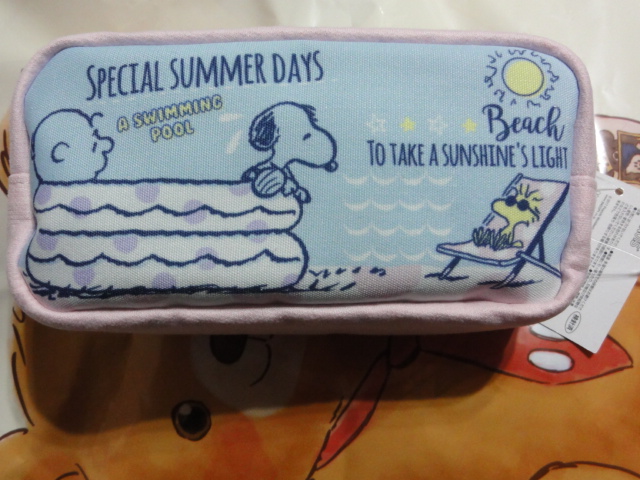 SPECIAL SUMMER DAYS
A SWIMMING
POOL
Beach
TO TAKE A SUNSHINE'S LIGHT